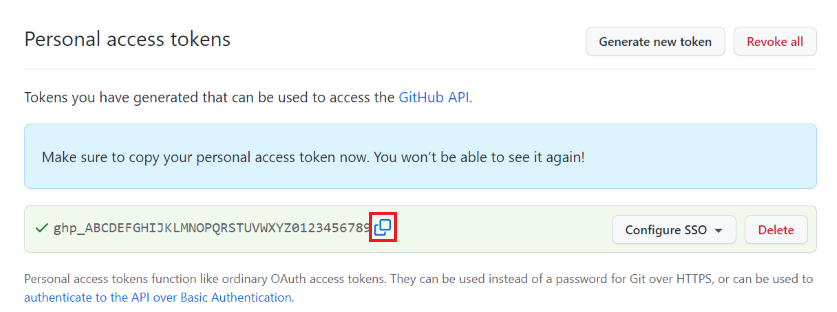 Personal access tokens
Generate new token
Revoke all
Tokens you have generated that can be used to access the GitHub API.
Make sure to copy your personal access token now. You won't be able to see it again!
ghp_ABCDEFGHIJKLMNOPQRSTUVWXYZ0123456789
Configure SSO
Delete
Personal access tokens function like ordinary OAuth access tokens. They can be used instead of a password for Git over HTTPS, or can be used to
authenticate to the API over Basic Authentication.